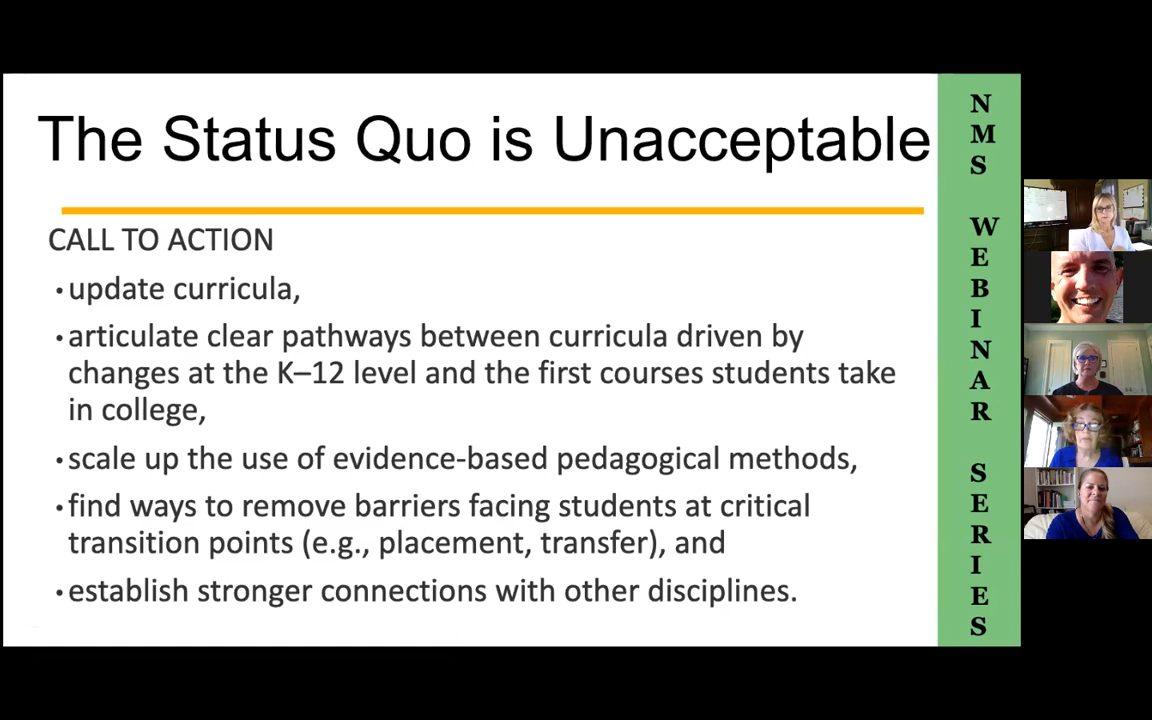 The Status Quo is Unacceptable
CALL TO ACTION
• update curricula,
• articulate clear pathways between curricula driven by
changes at the K–12 level and the first courses students take
in college,
• scale up the use of evidence-based pedagogical methods,
• find ways to remove barriers facing students at critical
transition points (e.g., placement, transfer), and
• establish stronger connections with other disciplines.
NMS WEBINAR SERIES